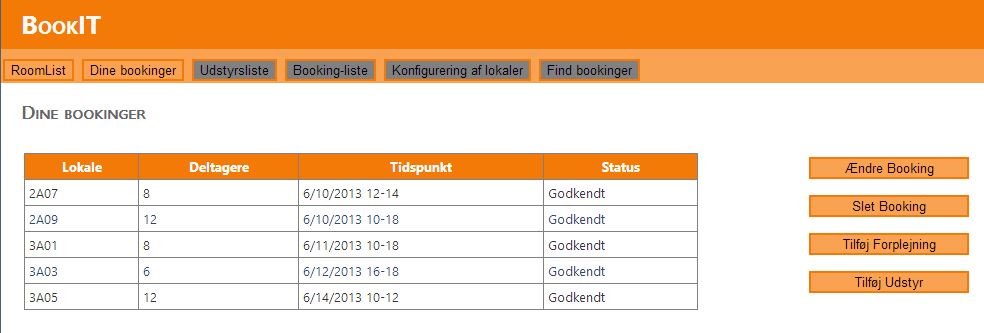 BookIT
RoomList Dine bookinger Udstyrsliste Booking-liste Konfigurering af lokaler Find bookinger
Dine bookinger
Lokale Deltagere Tidspunkt Status
2A07 8 6/10/2013 12-14 Godkendt
2A09 12 6/10/2013 10-18 Godkendt
3A01 8 6/11/2013 10-18 Godkendt
3A03 6 6/12/2013 16-18 Godkendt
3A05 12 6/14/2013 10-12 Godkendt
Ændre Booking
Slet Booking
Tilføj Forplejning
Tilføj Udstyr